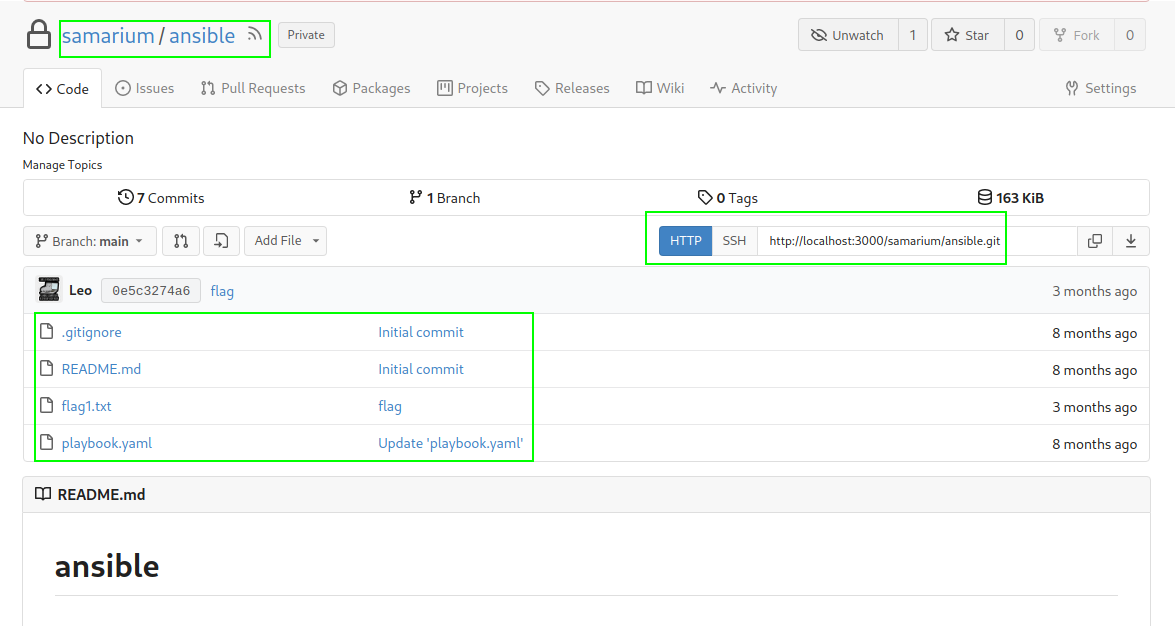 samarium / ansible Private Unwatch 1 Star 0 Fork 0
Code Issues Pull Requests Packages Projects Releases Wiki Activity Settings
No Description
Manage Topics
7 Commits 1 Branch 0 Tags 163 KiB
Branch: main Add File HTTP SSH http://localhost:3000/samarium/ansible.git
Leo 0e5c3274a6 flag 3 months ago
.gitignore Initial commit 8 months ago
README.md Initial commit 8 months ago
flag1.txt flag 3 months ago
playbook.yaml Update 'playbook.yaml' 8 months ago
README.md
ansible